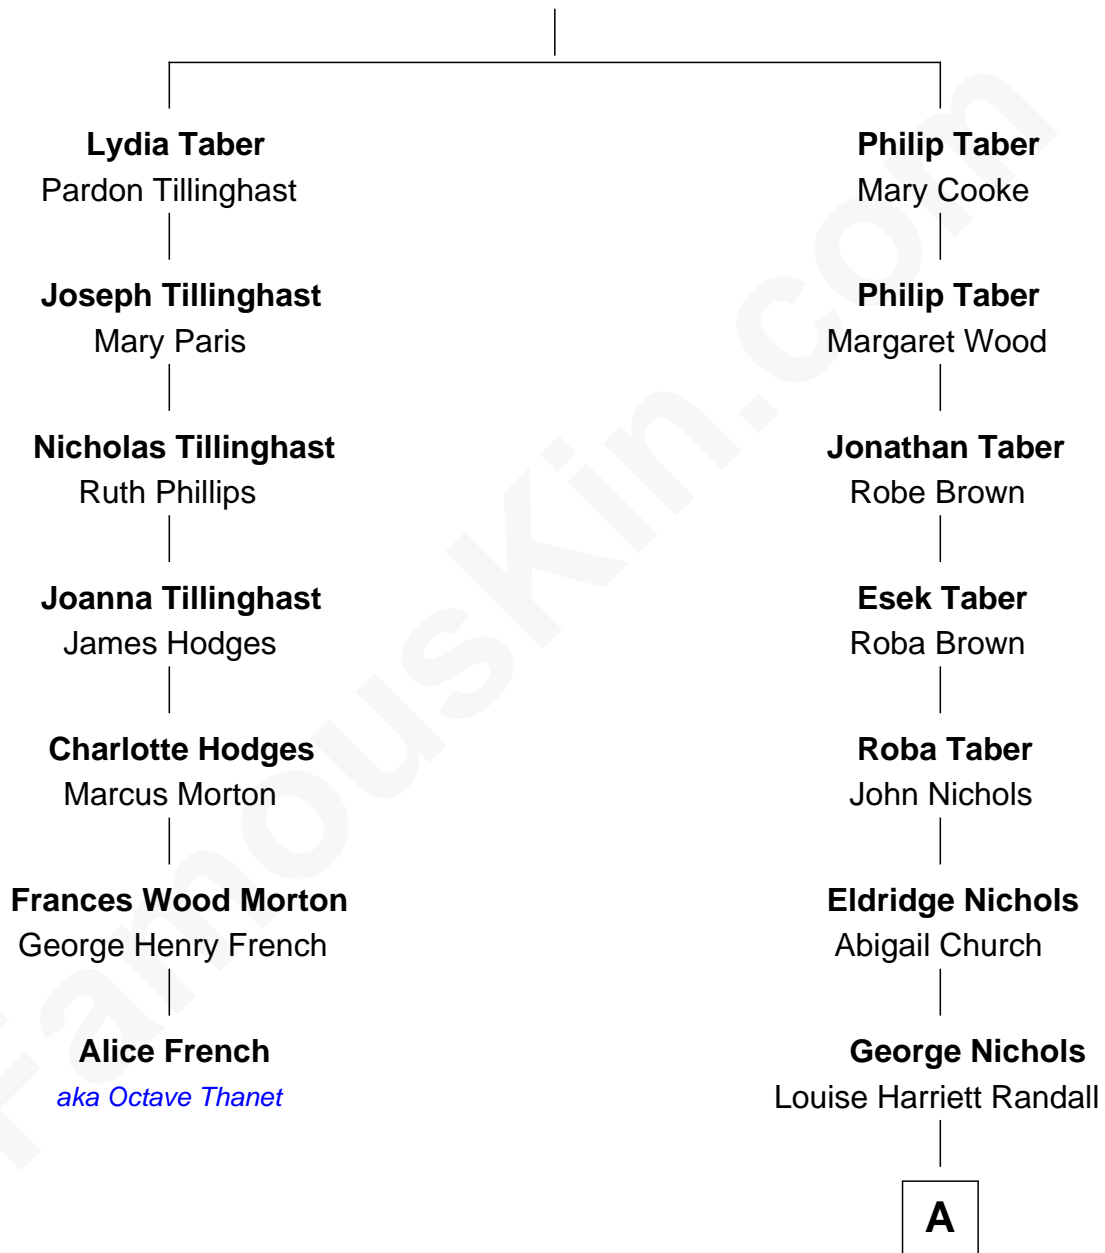 Lydia Taber
Pardon Tillinghast
Joseph Tillinghast
Mary Paris
Nicholas Tillinghast
Ruth Phillips
Joanna Tillinghast
James Hodges
Charlotte Hodges
Marcus Morton
Frances Wood Morton
George Henry French
Alice French
aka Octave Thanet
Philip Taber
Mary Cooke
Philip Taber
Margaret Wood
Jonathan Taber
Robe Brown
Esek Taber
Roba Brown
Roba Taber
John Nichols
Eldridge Nichols
Abigail Church
George Nichols
Louise Harriett Randall
A
FamousKin.com